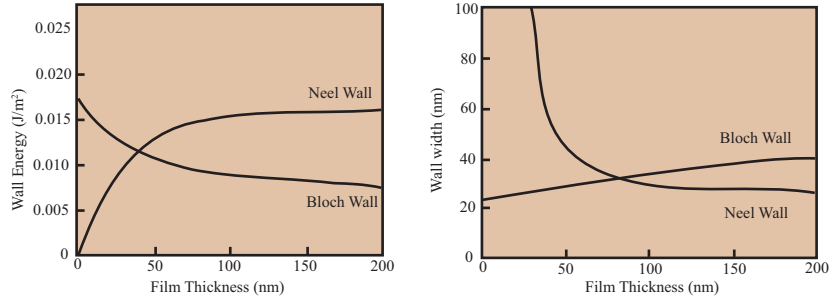 0.025
0.020
0.015
0.010
0.005
0
Wall Energy (J/m²)
Neel Wall
Bloch Wall
0 50 100 150 200
Film Thickness (nm)
100
80
60
40
20
0
Wall width (nm)
Bloch Wall
Neel Wall
0 50 100 150 200
Film Thickness (nm)